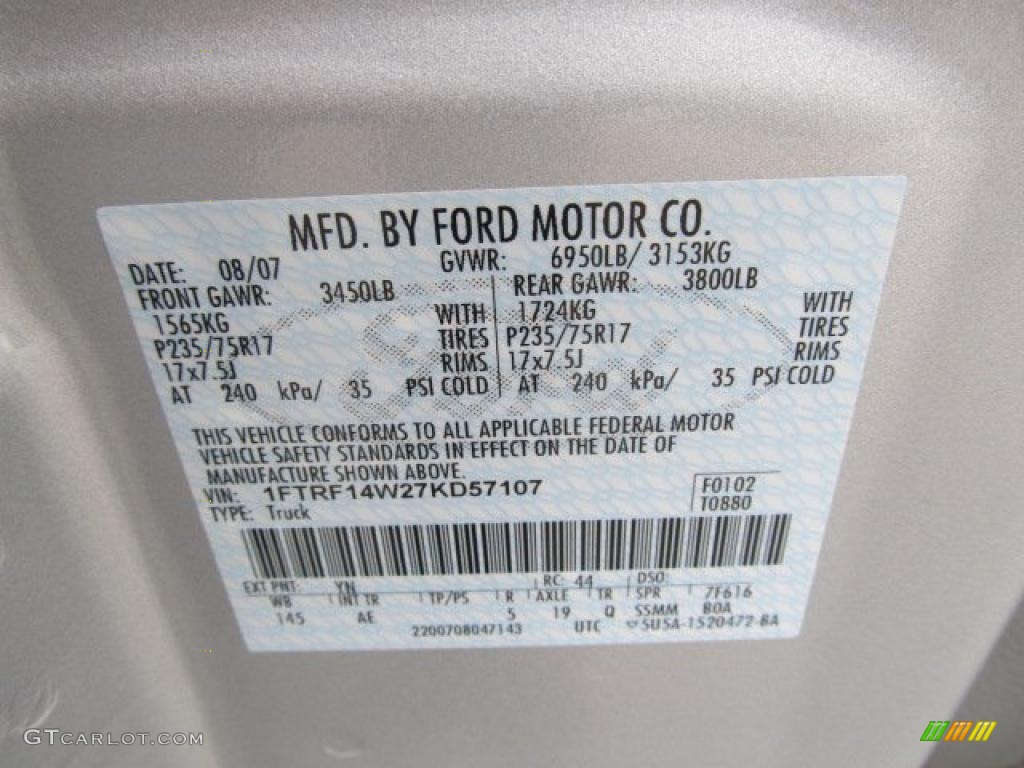 MFD. BY FORD MOTOR CO.
DATE: 08/07 GVWR: 6950LB/ 3153KG
FRONT GAWR: 3450LB REAR GAWR: 3800LB
1565KG WITH 1724KG WITH
P235/75R17 TIRES P235/75R17 TIRES
17x7.5J RIMS 17x7.5J RIMS
AT 240 kPa/ 35 PSI COLD AT 240 kPa/ 35 PSI COLD
THIS VEHICLE CONFORMS TO ALL APPLICABLE FEDERAL MOTOR
VEHICLE SAFETY STANDARDS IN EFFECT ON THE DATE OF
MANUFACTURE SHOWN ABOVE.
VIN: 1FTRF14W27KD57107 F0102
TYPE: Truck T0880
EXT PNT: YN RC: 44 DSO:
WB INT TR TP/PS R AXLE TR SPR 7F616
145 AE 5 19 Q SSMM BOA
2200708047143 UTC 5U5A-1520472-BA
GTCARLOT.COM